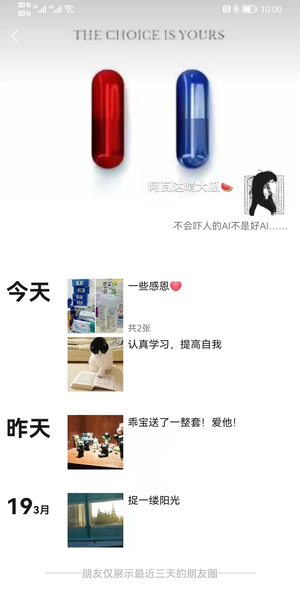 10:00
THE CHOICE IS YOURS
阿瓦达啃大瓜🍉
不会吓人的AI不是好AI……
今天
一些感恩💗
共2张
认真学习，提高自我
昨天
乖宝送了一整套！爱他！
19 3月
捉一缕阳光
朋友仅展示最近三天的朋友圈